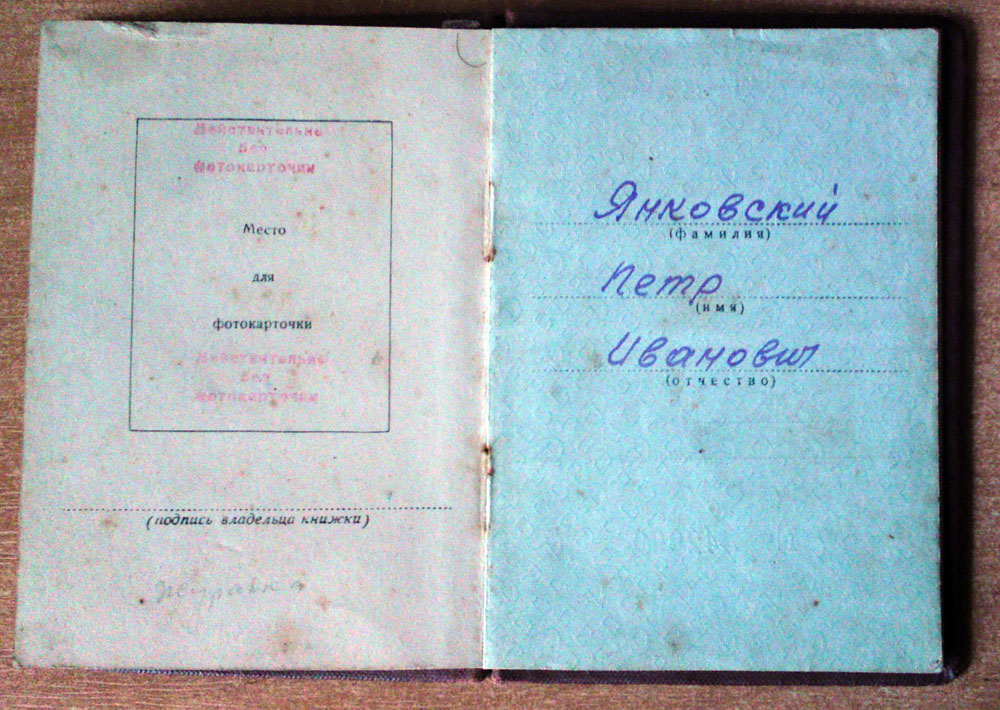 Действительно
без
фотокарточки
Место
для
фотокарточки
Действительно
без
фотокарточки
(подпись владельца книжки)
Янковский
(фамилия)
Петр
(имя)
Иванович
(отчество)